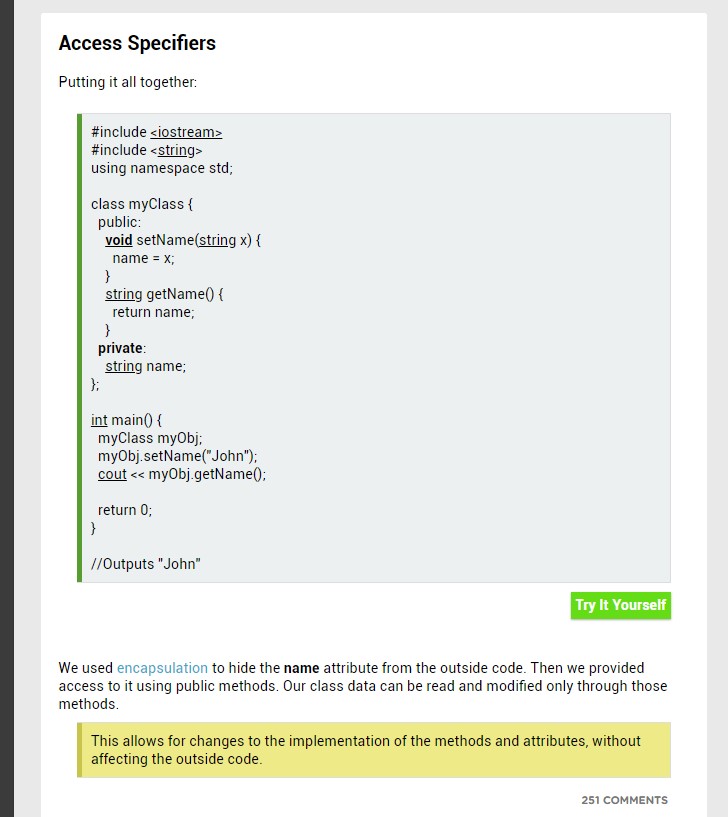 Access Specifiers
Putting it all together:
#include <iostream>
#include <string>
using namespace std;
class myClass {
public:
void setName(string x) {
name = x;
}
string getName() {
return name;
}
private:
string name;
};
int main() {
myClass myObj;
myObj.setName("John");
cout << myObj.getName();
return 0;
}
//Outputs "John"
Try It Yourself
We used encapsulation to hide the name attribute from the outside code. Then we provided
access to it using public methods. Our class data can be read and modified only through those
methods.
This allows for changes to the implementation of the methods and attributes, without
affecting the outside code.
251 COMMENTS